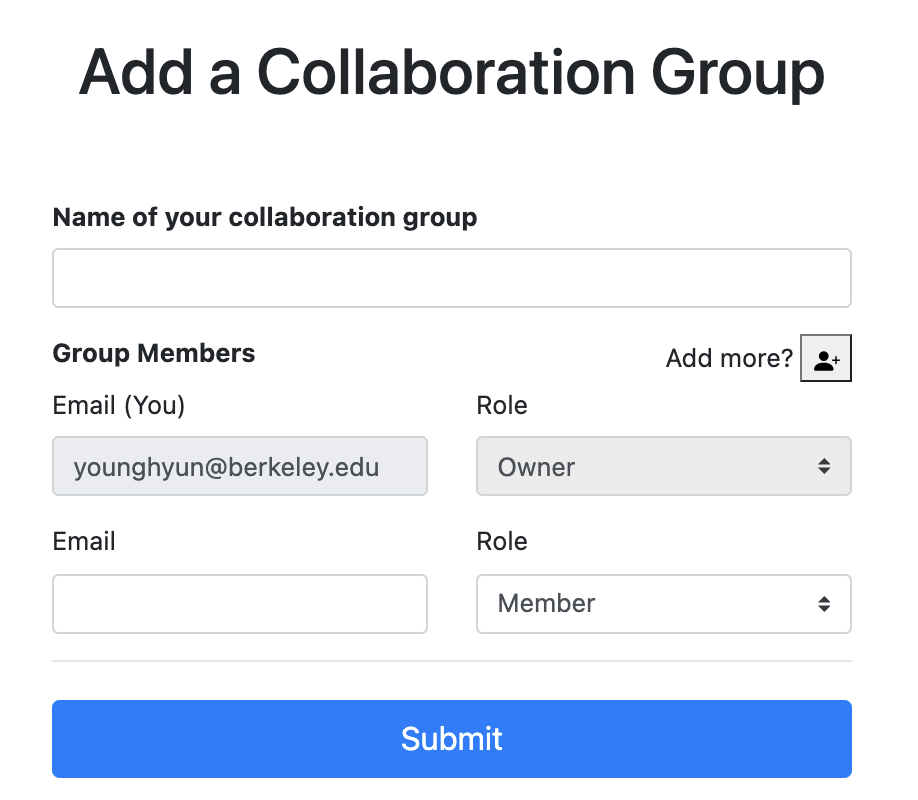 Add a Collaboration Group
Name of your collaboration group
Group Members
Add more?
Email (You)
Role
younghyun@berkeley.edu
Owner
Email
Role
Member
Submit